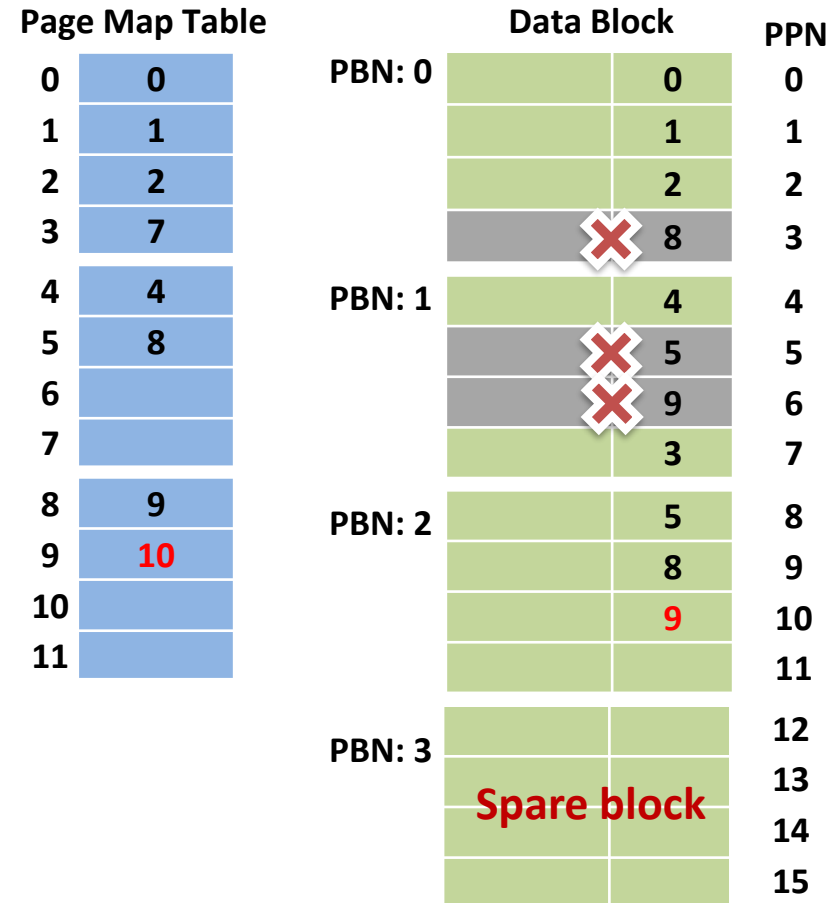 Page Map Table Data Block PPN
0 0 PBN: 0 0 0
1 1 1 1
2 2 2 2
3 7 8 3
4 4 PBN: 1 4 4
5 8 5 5
6 9 6
7 3 7
8 9 PBN: 2 5 8
9 10 8 9
10 9 10
11 11
PBN: 3 12
13
Spare block
14
15